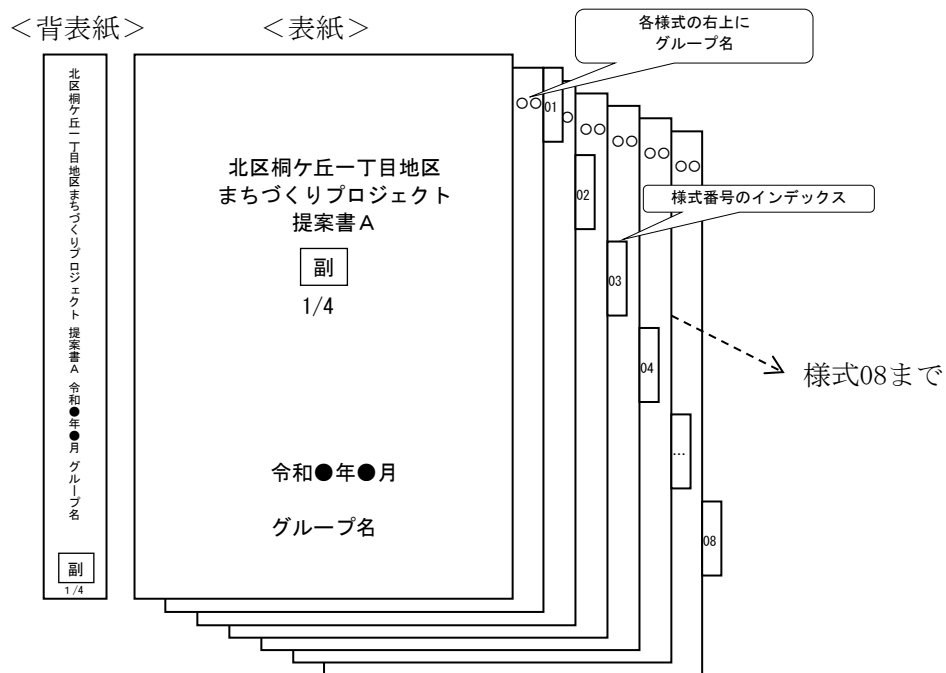 ＜背表紙＞
＜表紙＞
各様式の右上に
グループ名
北区桐ケ丘一丁目地区まちづくりプロジェクト 提案書Ａ 令和●年●月 グループ名
副
1/4
北区桐ケ丘一丁目地区
まちづくりプロジェクト
提案書Ａ
副
1/4
令和●年●月
グループ名
○○
01
○
○○
02
○○
様式番号のインデックス
03
○○
04
○○
…
08
様式08まで